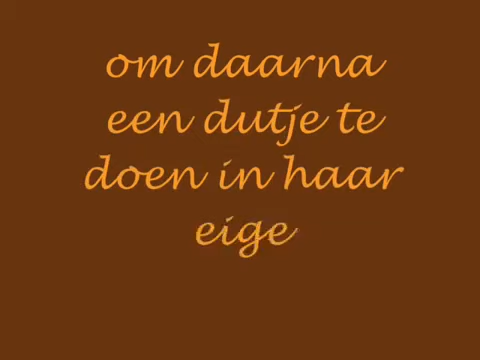 om daarna
een dutje te
doen in haar
eige